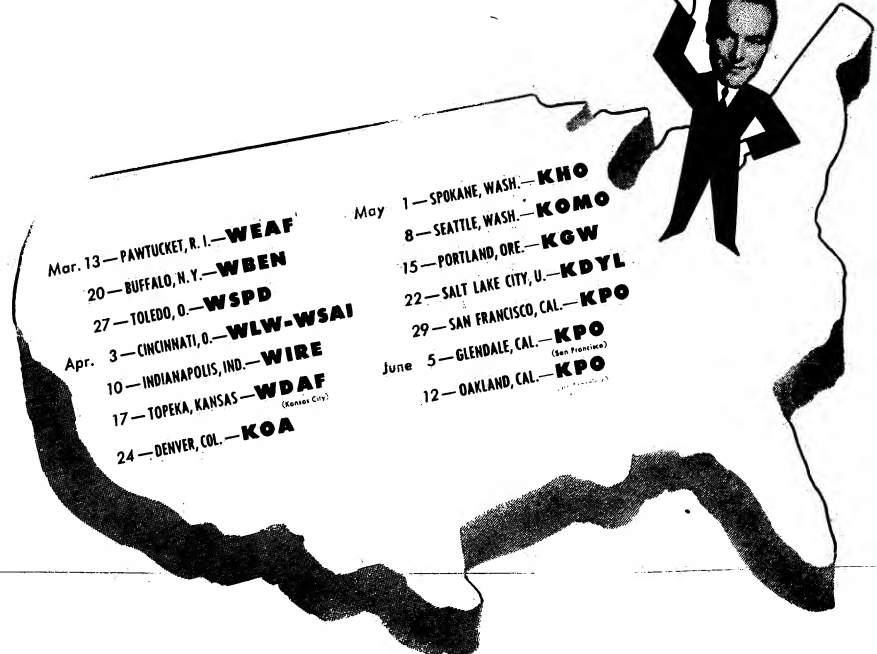 Mar. 13—PAWTUCKET, R. I.—WEAF
20—BUFFALO, N.Y.—WBEN
27—TOLEDO, O.—WSPD
Apr. 3—CINCINNATI, O.—WLW-WSAI
10—INDIANAPOLIS, IND.—WIRE
17—TOPEKA, KANSAS—WDAF
(Kansas City)
24—DENVER, COL.—KOA
May 1—SPOKANE, WASH.—KHQ
8—SEATTLE, WASH.—KOMO
15—PORTLAND, ORE.—KGW
22—SALT LAKE CITY, U.—KDYL
29—SAN FRANCISCO, CAL.—KPO
June 5—GLENDALE, CAL.—KPO
(San Francisco)
12—OAKLAND, CAL.—KPO